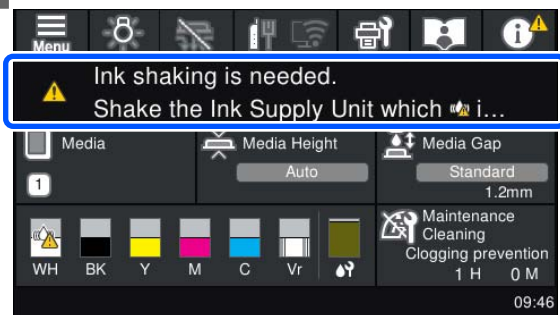 Menu
Ink shaking is needed.
Shake the Ink Supply Unit which i...
Media
1
Media Height
Auto
Media Gap
Standard
1.2mm
WH
BK
Y
M
C
Vr
Maintenance
Cleaning
Clogging prevention
1 H 0 M
09:46